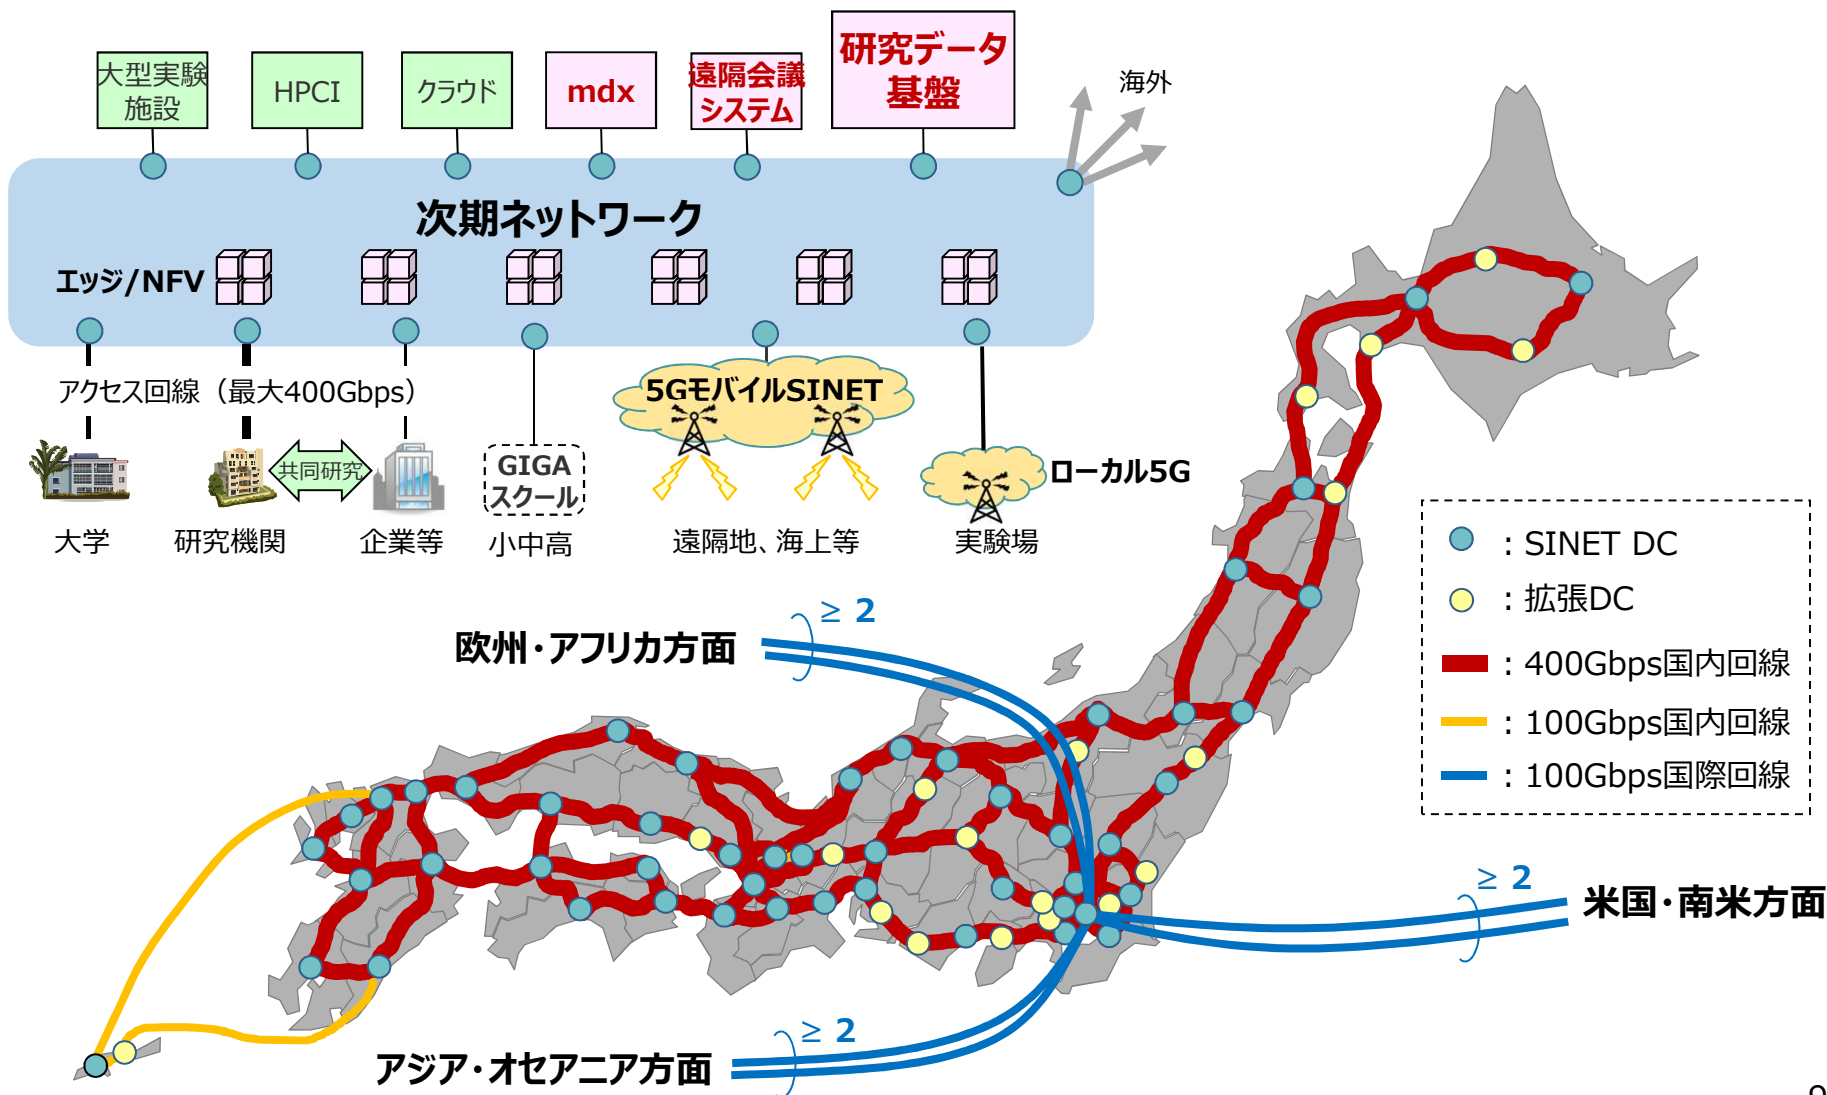 大型実験
施設
HPCI
クラウド
mdx
遠隔会議
システム
研究データ
基盤
海外
次期ネットワーク
エッジ/NFV
アクセス回線（最大400Gbps）
5GモバイルSINET
共同研究
GIGA
スクール
ローカル5G
大学
研究機関
企業等
小中高
遠隔地、海上等
実験場
：SINET DC
：拡張DC
：400Gbps国内回線
：100Gbps国内回線
：100Gbps国際回線
≥ 2
欧州・アフリカ方面
≥ 2
米国・南米方面
≥ 2
アジア・オセアニア方面